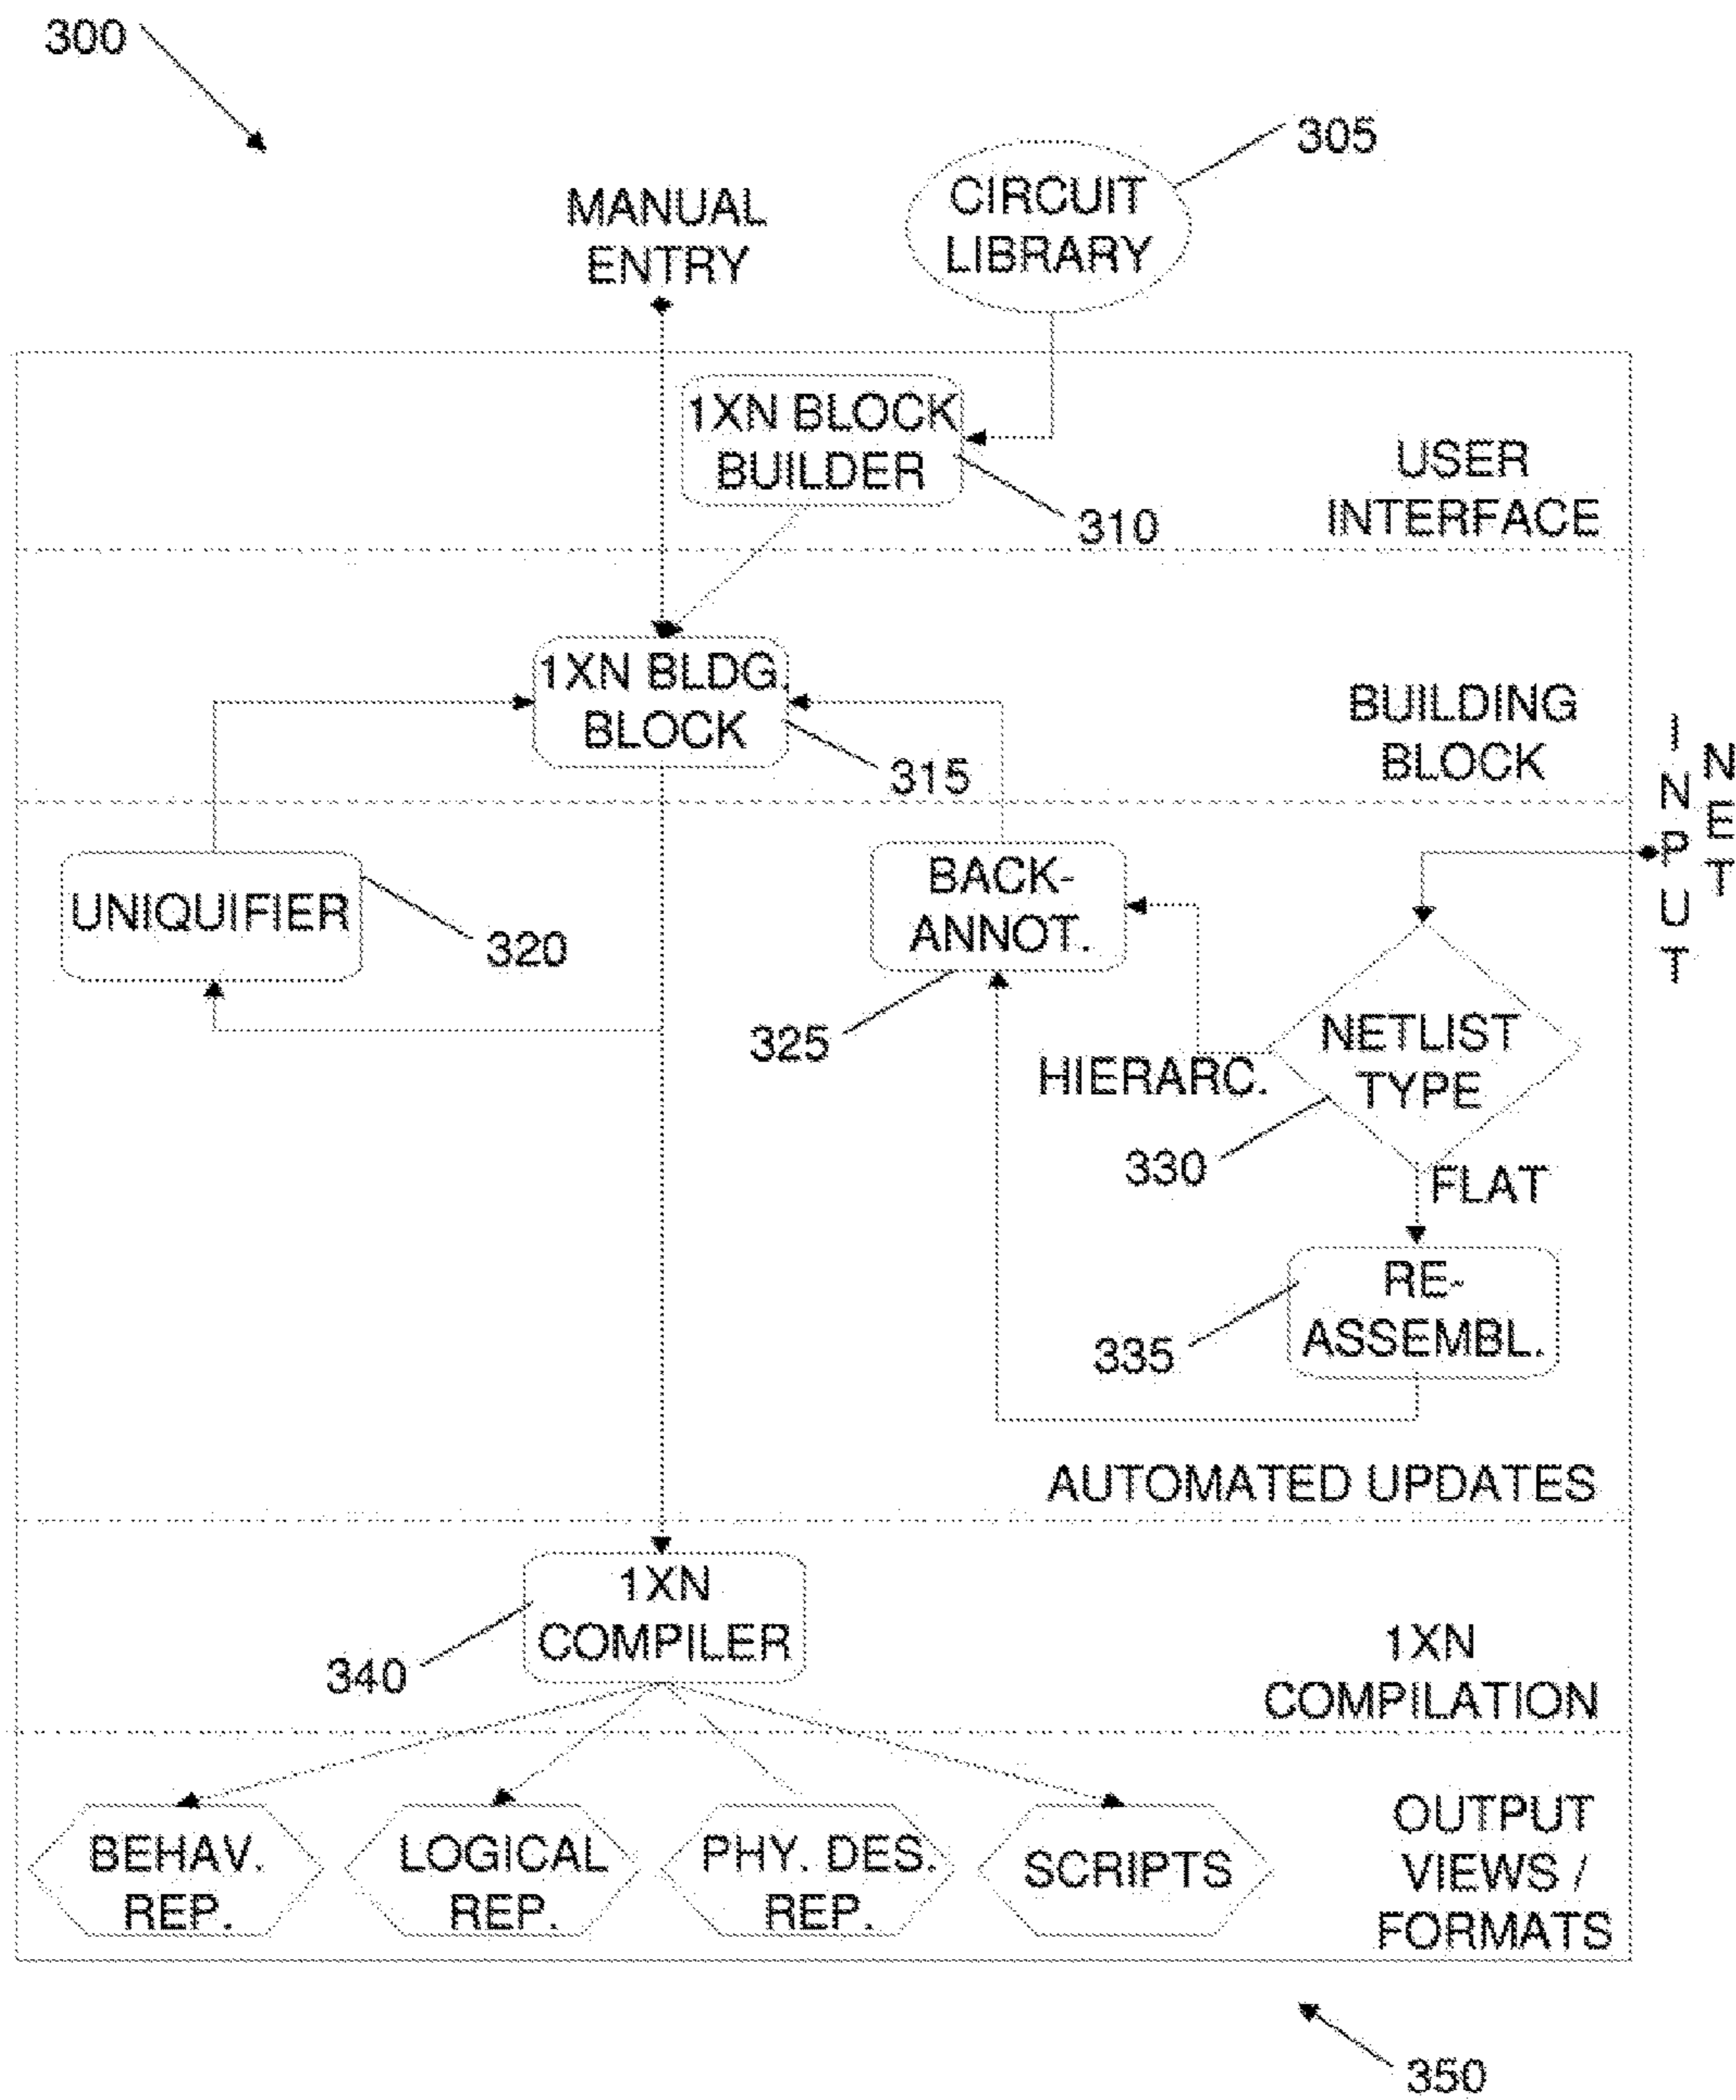 300
305
MANUAL
ENTRY
CIRCUIT
LIBRARY
1XN BLOCK
BUILDER
310
USER
INTERFACE
1XN BLDG.
BLOCK
315
BUILDING
BLOCK
INPUT
NET
UNIQUIFIER
320
BACK-
ANNOT.
325
NETLIST
TYPE
HIERARC.
330
FLAT
RE-
ASSEMBL.
335
AUTOMATED UPDATES
1XN
COMPILER
340
1XN
COMPILATION
BEHAV.
REP.
LOGICAL
REP.
PHY. DES.
REP.
SCRIPTS
OUTPUT
VIEWS /
FORMATS
350